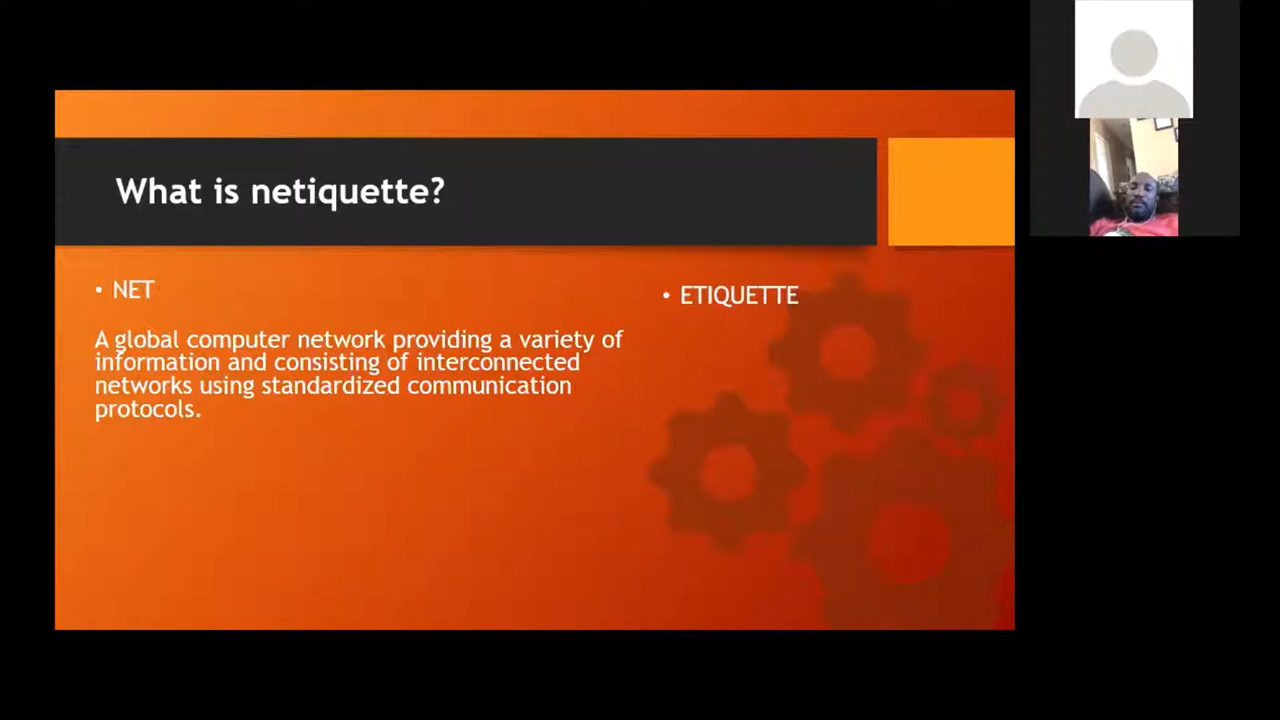 What is netiquette?
• NET
A global computer network providing a variety of
information and consisting of interconnected
networks using standardized communication
protocols.
• ETIQUETTE